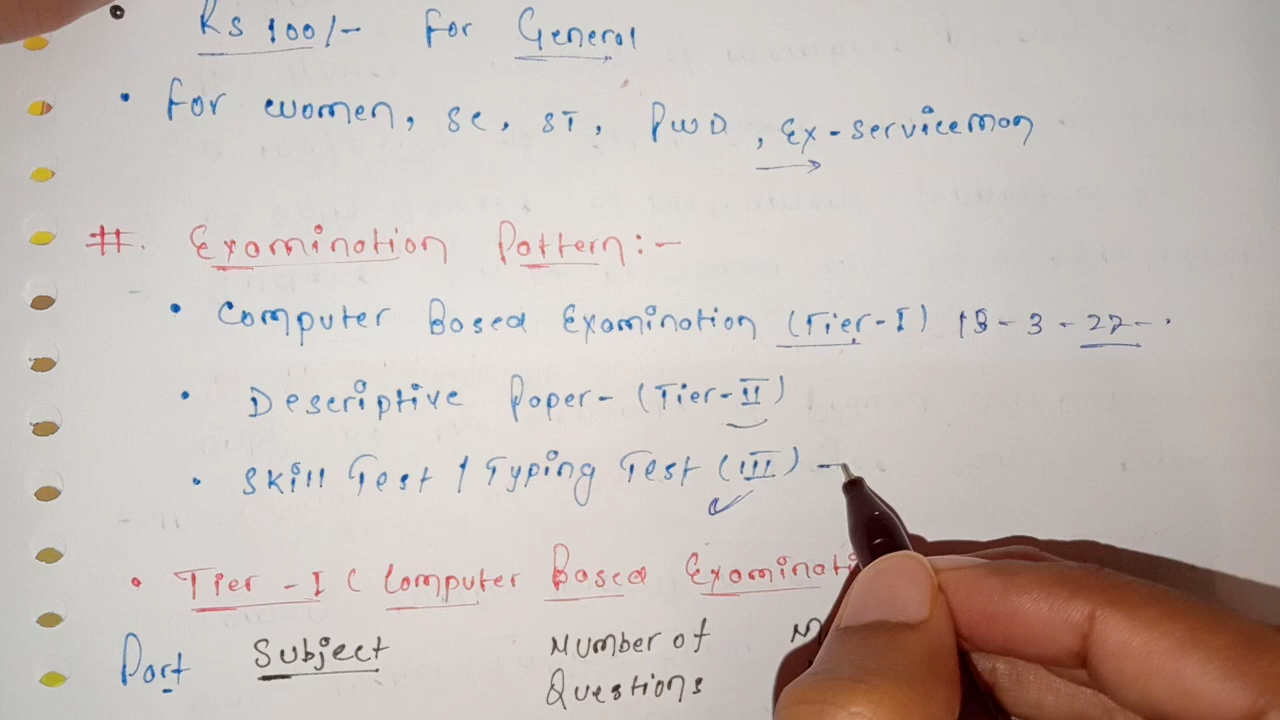 • Rs 100/- for General
• for women, SC, ST, PWD, Ex-serviceman
#. Examination Pattern:-
• Computer Based Examination (Tier-I) 18-3-22-.
• Descriptive Paper- (Tier-II)
• Skill Test / Typing Test (III) -
• Tier-I (Computer Based Examinati
Part Subject Number of
Questions